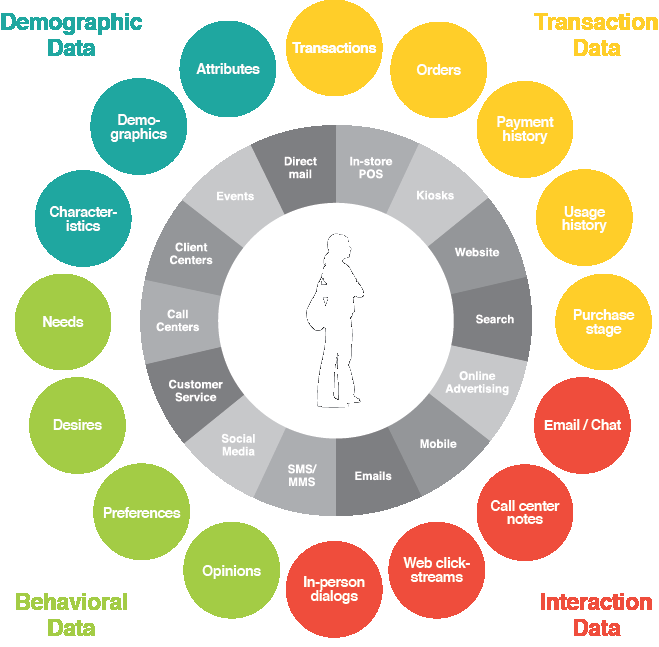 Demographic
Data
Transaction
Data
Transactions
Orders
Payment
history
Usage
history
Purchase
stage
Email / Chat
Call center
notes
Web click-
streams
In-person
dialogs
Opinions
Preferences
Desires
Needs
Character-
istics
Demo-
graphics
Attributes
Direct
mail
In-store
POS
Kiosks
Website
Search
Online
Advertising
Mobile
Emails
SMS/
MMS
Social
Media
Customer
Service
Call
Centers
Client
Centers
Events
Behavioral
Data
Interaction
Data